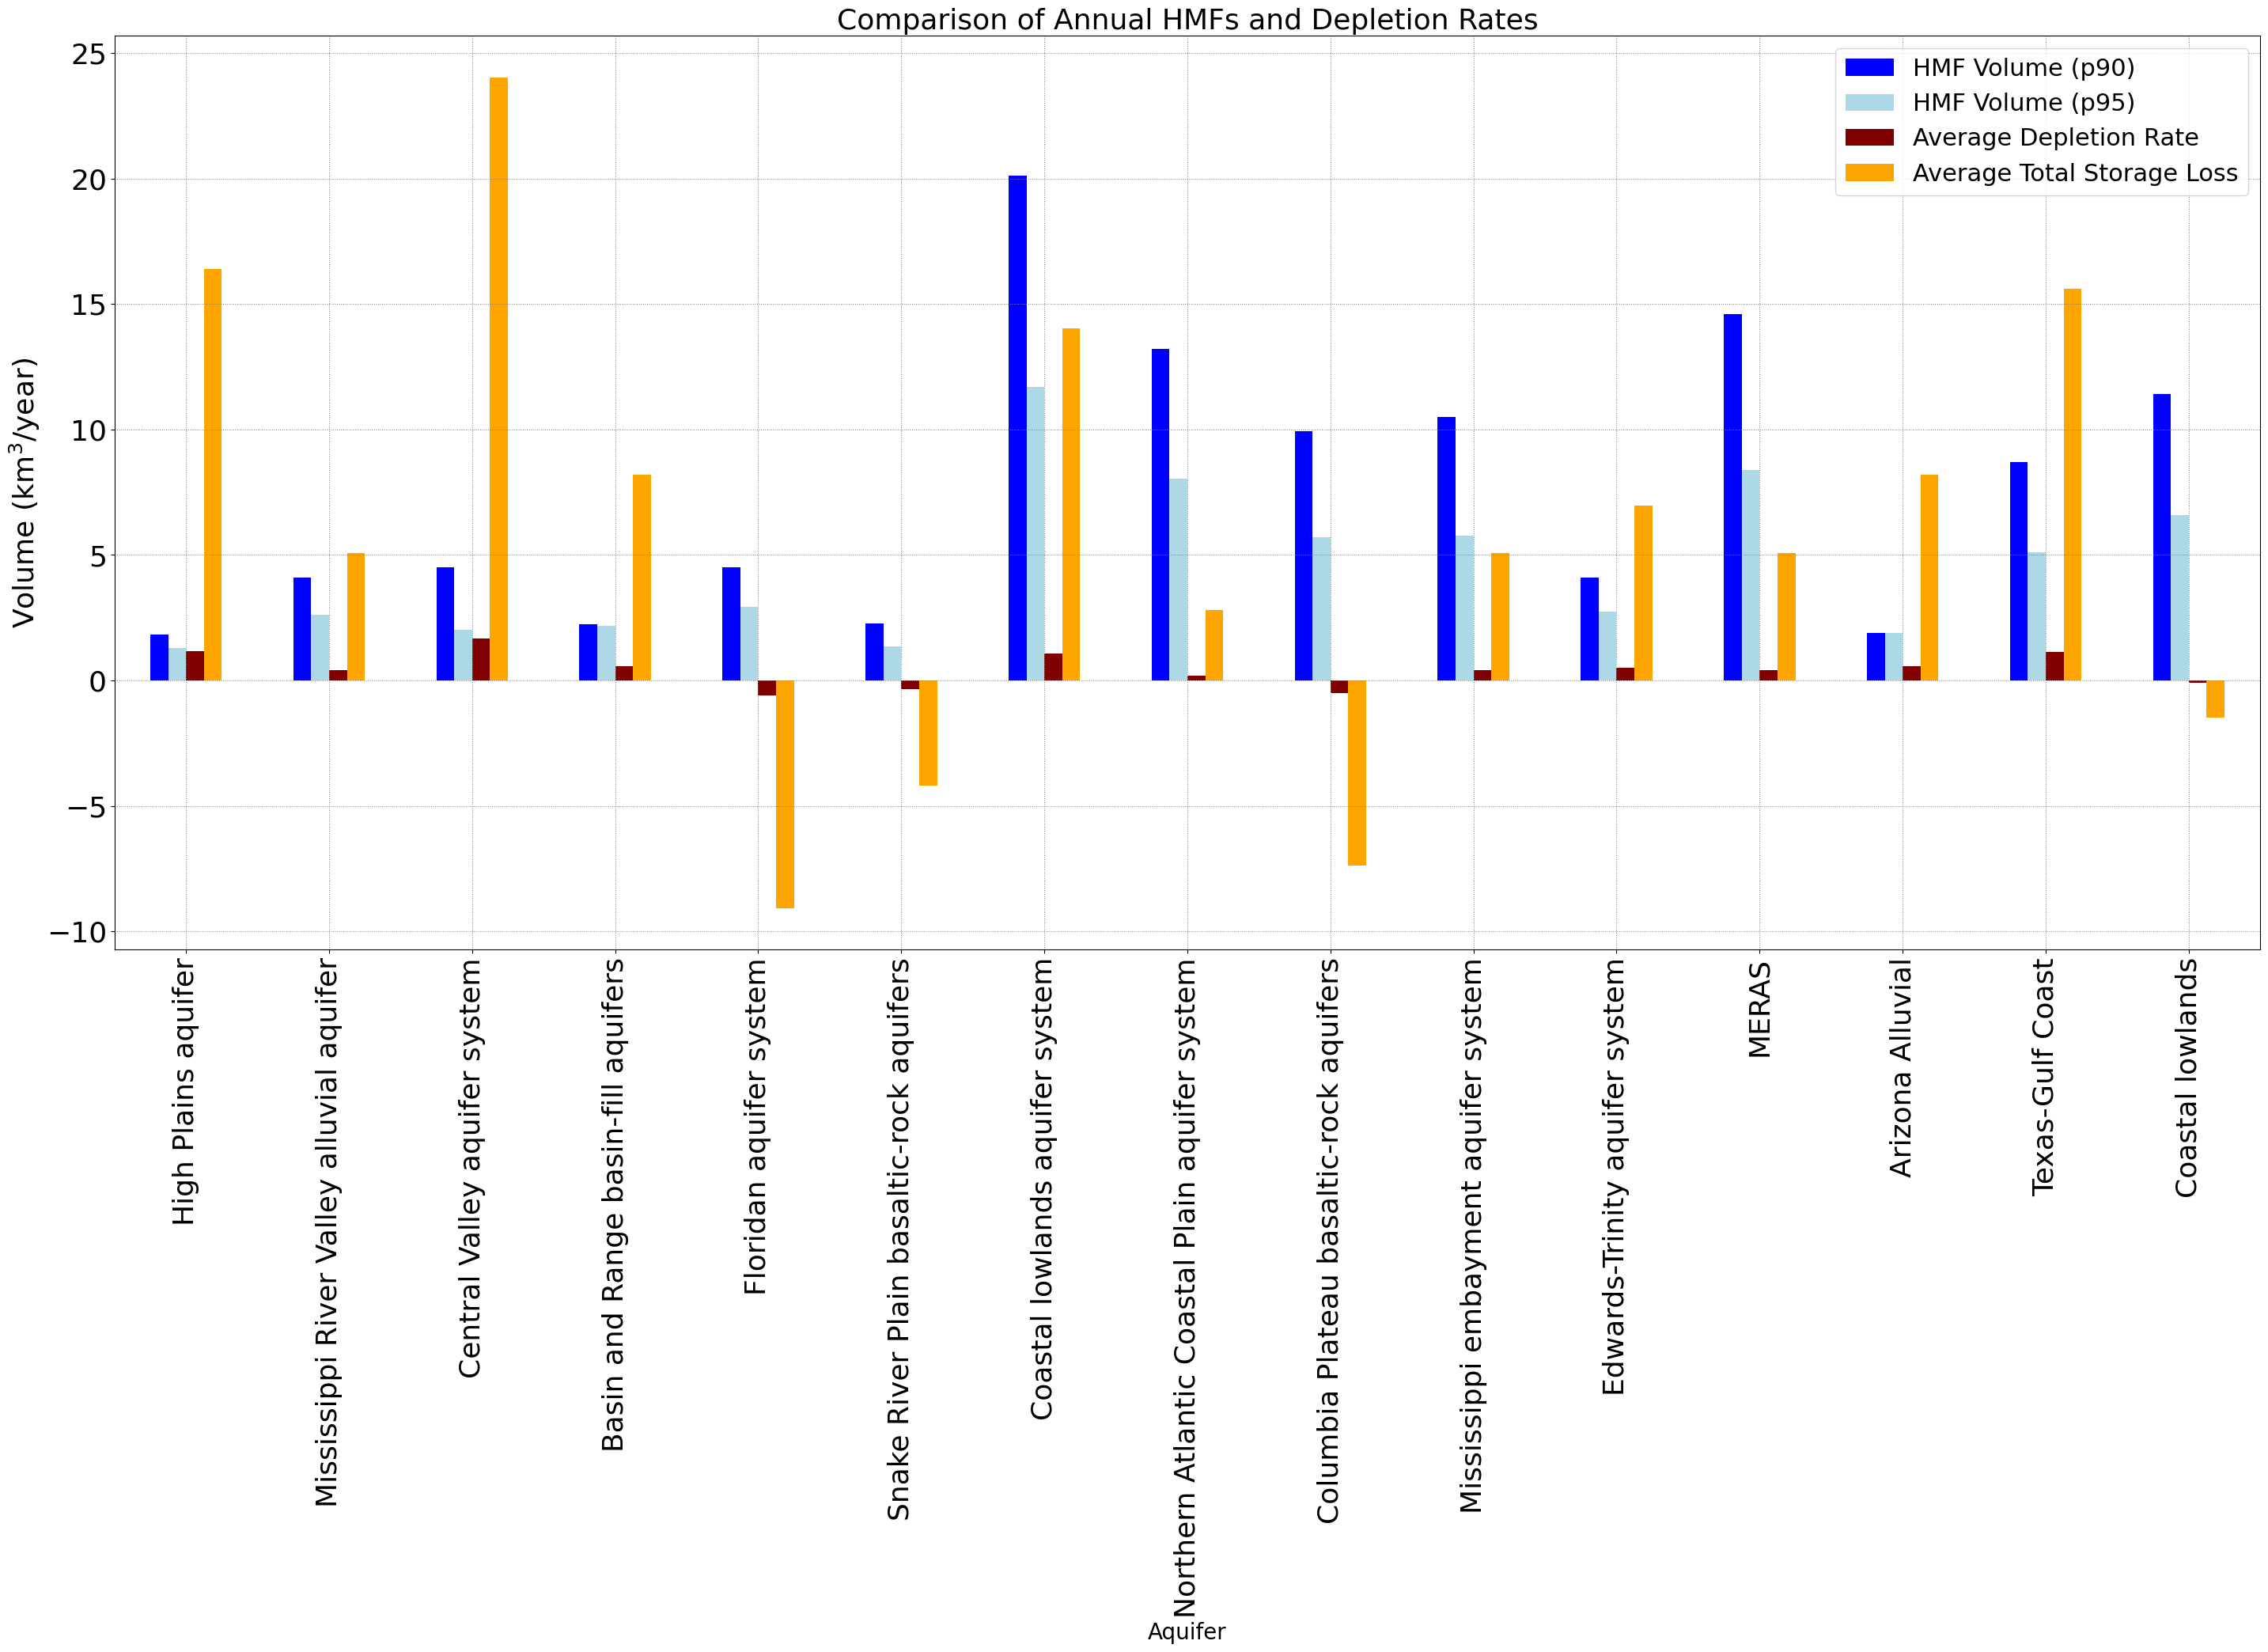 Comparison of Annual HMFs and Depletion Rates
HMF Volume (p90)
HMF Volume (p95)
Average Depletion Rate
Average Total Storage Loss
Volume (km³/year)
25
20
15
10
5
0
−5
−10
High Plains aquifer
Mississippi River Valley alluvial aquifer
Central Valley aquifer system
Basin and Range basin-fill aquifers
Floridan aquifer system
Snake River Plain basaltic-rock aquifers
Coastal lowlands aquifer system
Northern Atlantic Coastal Plain aquifer system
Columbia Plateau basaltic-rock aquifers
Mississippi embayment aquifer system
Edwards-Trinity aquifer system
MERAS
Arizona Alluvial
Texas-Gulf Coast
Coastal lowlands
Aquifer